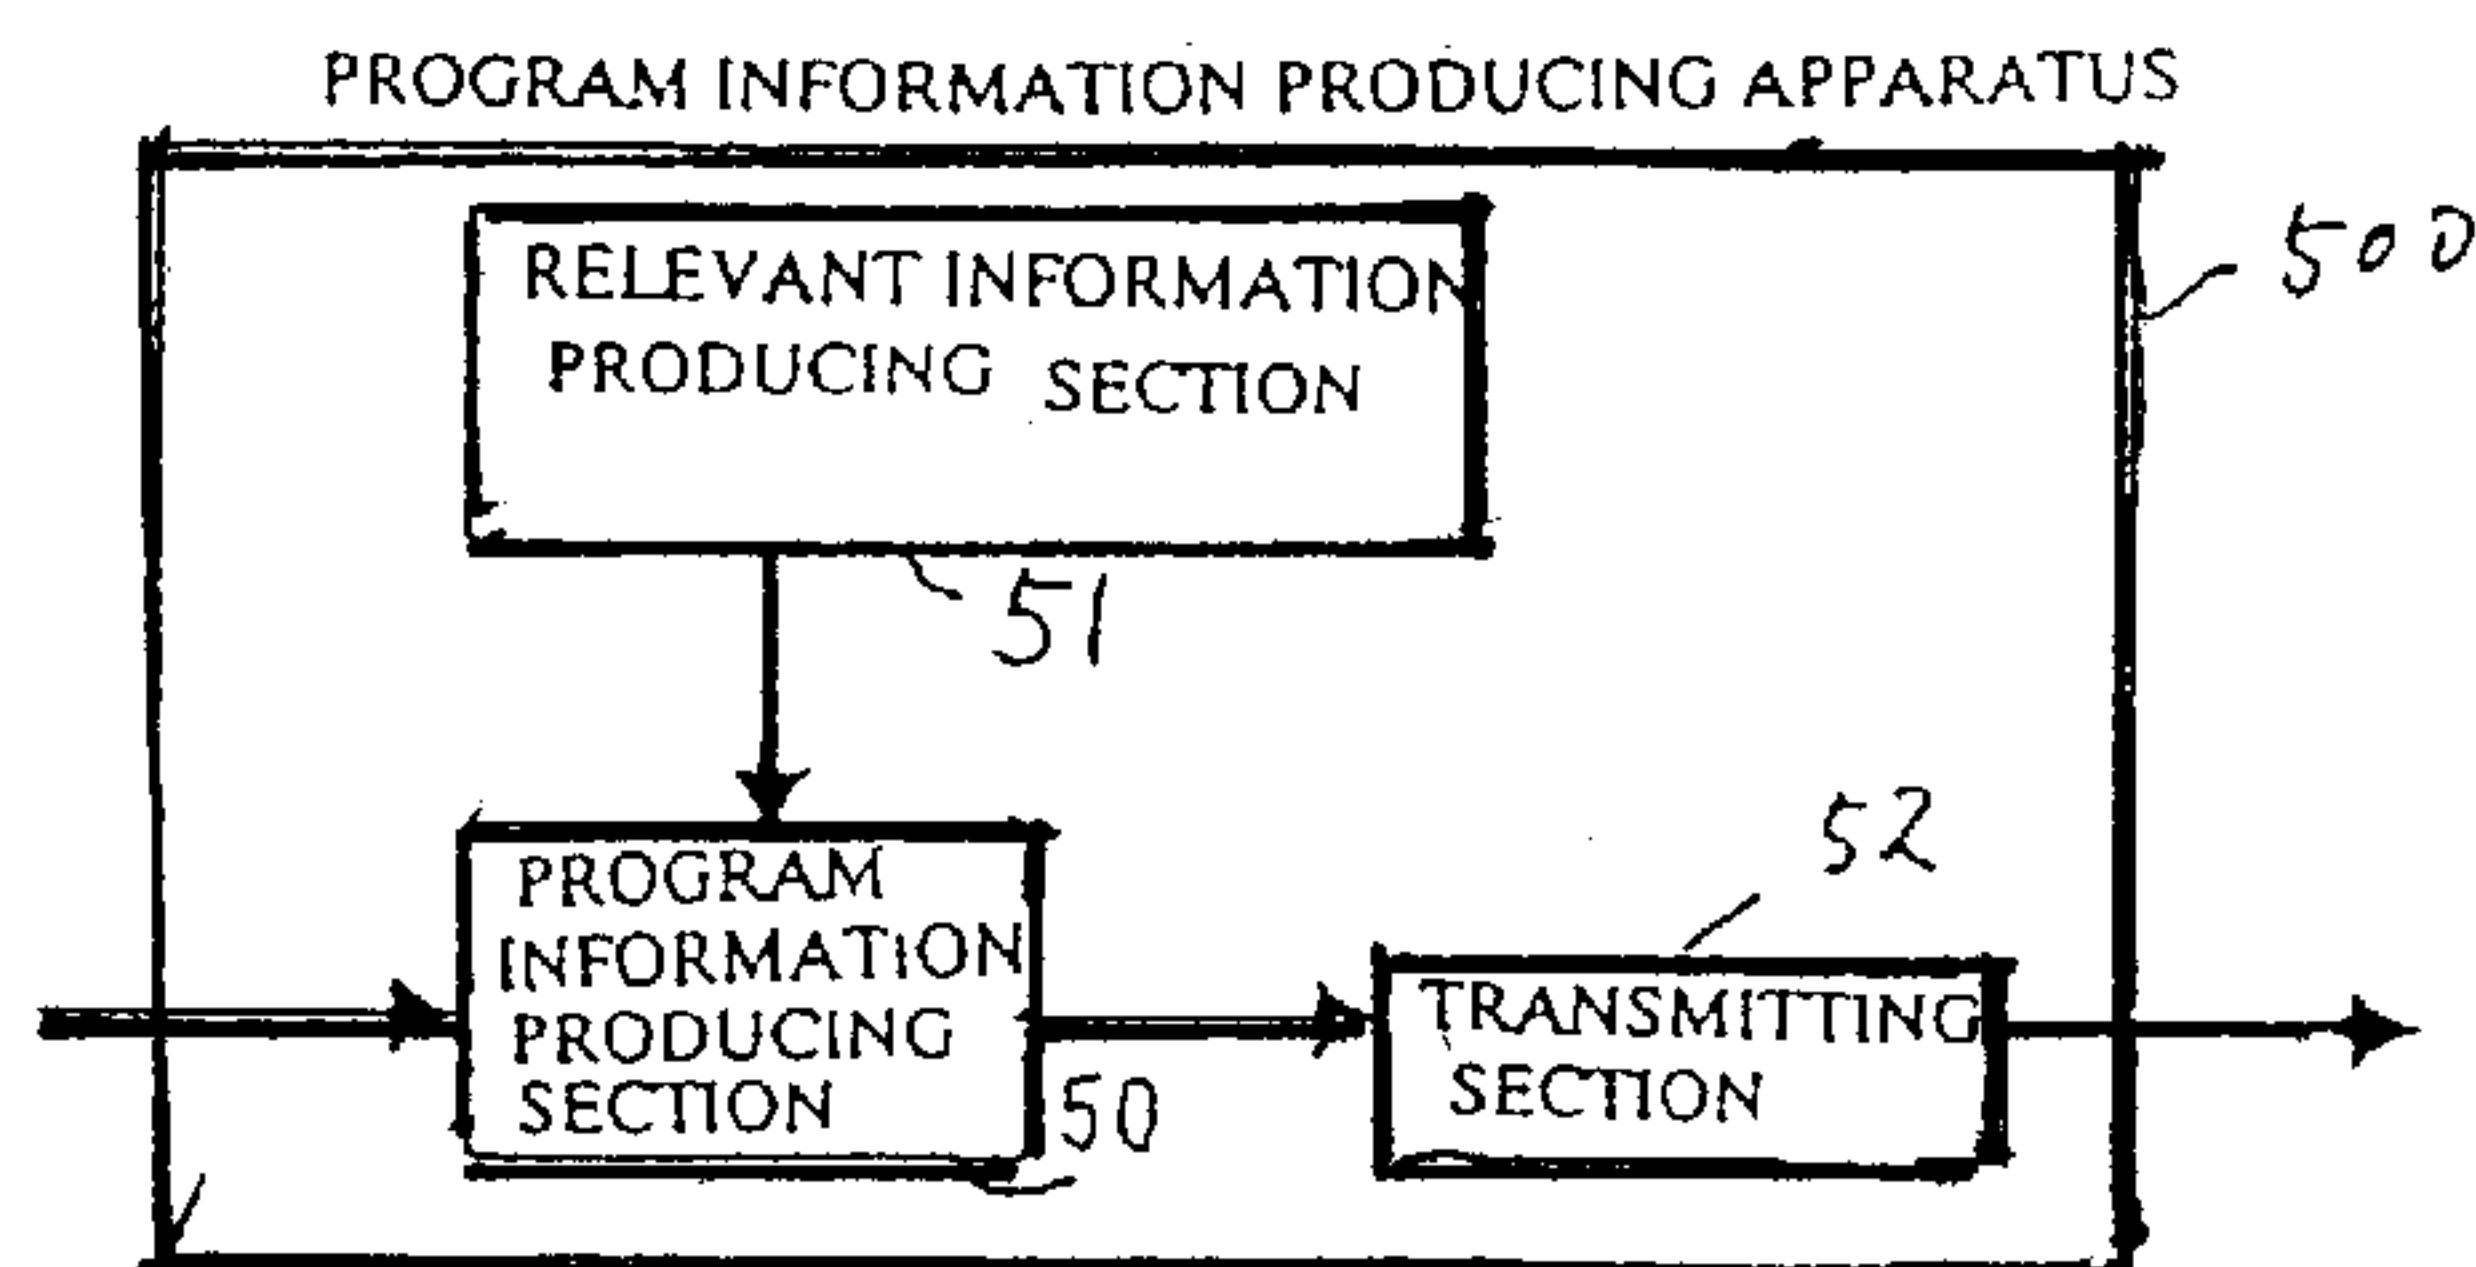 PROGRAM INFORMATION PRODUCING APPARATUS
500
RELEVANT INFORMATION
PRODUCING SECTION
51
PROGRAM
INFORMATION
PRODUCING
SECTION
50
52
TRANSMITTING
SECTION